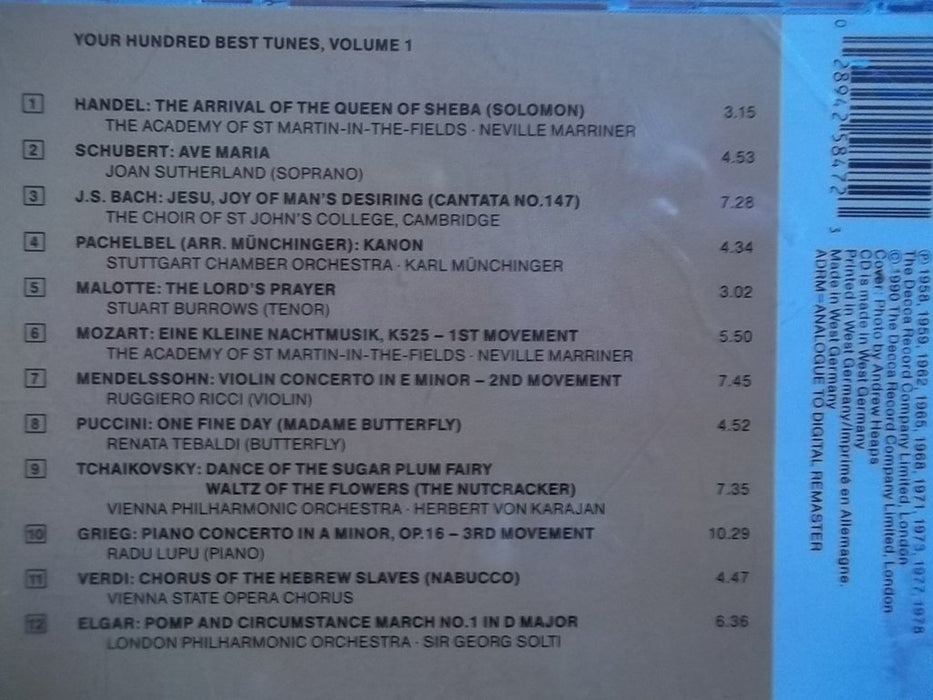 YOUR HUNDRED BEST TUNES, VOLUME 1
1 HANDEL: THE ARRIVAL OF THE QUEEN OF SHEBA (SOLOMON) 3.15
THE ACADEMY OF ST MARTIN-IN-THE-FIELDS · NEVILLE MARRINER
2 SCHUBERT: AVE MARIA 4.53
JOAN SUTHERLAND (SOPRANO)
3 J.S. BACH: JESU, JOY OF MAN'S DESIRING (CANTATA NO.147) 7.28
THE CHOIR OF ST JOHN'S COLLEGE, CAMBRIDGE
4 PACHELBEL (ARR. MÜNCHINGER): KANON 4.34
STUTTGART CHAMBER ORCHESTRA · KARL MÜNCHINGER
5 MALOTTE: THE LORD'S PRAYER 3.02
STUART BURROWS (TENOR)
6 MOZART: EINE KLEINE NACHTMUSIK, K525 – 1ST MOVEMENT 5.50
THE ACADEMY OF ST MARTIN-IN-THE-FIELDS · NEVILLE MARRINER
7 MENDELSSOHN: VIOLIN CONCERTO IN E MINOR – 2ND MOVEMENT 7.45
RUGGIERO RICCI (VIOLIN)
8 PUCCINI: ONE FINE DAY (MADAME BUTTERFLY) 4.52
RENATA TEBALDI (BUTTERFLY)
9 TCHAIKOVSKY: DANCE OF THE SUGAR PLUM FAIRY
WALTZ OF THE FLOWERS (THE NUTCRACKER) 7.35
VIENNA PHILHARMONIC ORCHESTRA · HERBERT VON KARAJAN
10 GRIEG: PIANO CONCERTO IN A MINOR, OP.16 – 3RD MOVEMENT 10.29
RADU LUPU (PIANO)
11 VERDI: CHORUS OF THE HEBREW SLAVES (NABUCCO) 4.47
VIENNA STATE OPERA CHORUS
12 ELGAR: POMP AND CIRCUMSTANCE MARCH NO.1 IN D MAJOR 6.36
LONDON PHILHARMONIC ORCHESTRA · SIR GEORG SOLTI
0 28942 58472 3
℗ 1958, 1959, 1962, 1965, 1968, 1971, 1973, 1977, 1978
The Decca Record Company Limited, London
© 1990 The Decca Record Company Limited, London
Cover: Photo by Andrew Heaps
CD is made in West Germany
Printed in West Germany/Imprimé en Allemagne.
Made in West Germany
ADRM=ANALOGUE TO DIGITAL REMASTER